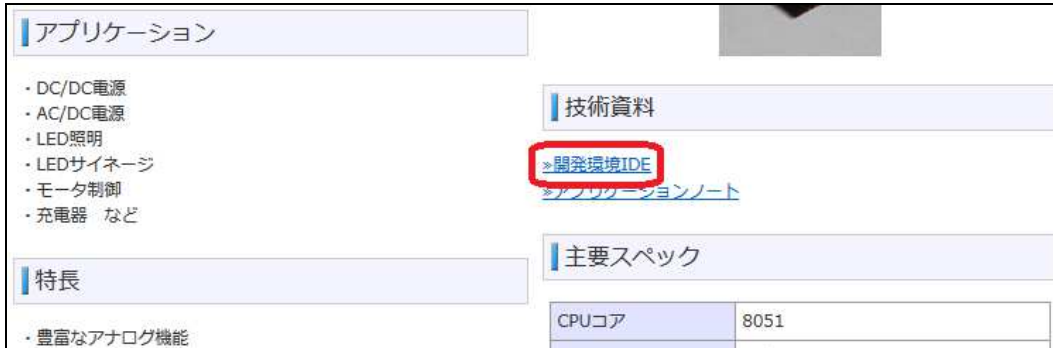 アプリケーション
・DC/DC電源
・AC/DC電源
・LED照明
・LEDサイネージ
・モータ制御
・充電器　など
特長
・豊富なアナログ機能
技術資料
»開発環境IDE
»アプリケーションノート
主要スペック
CPUコア 8051